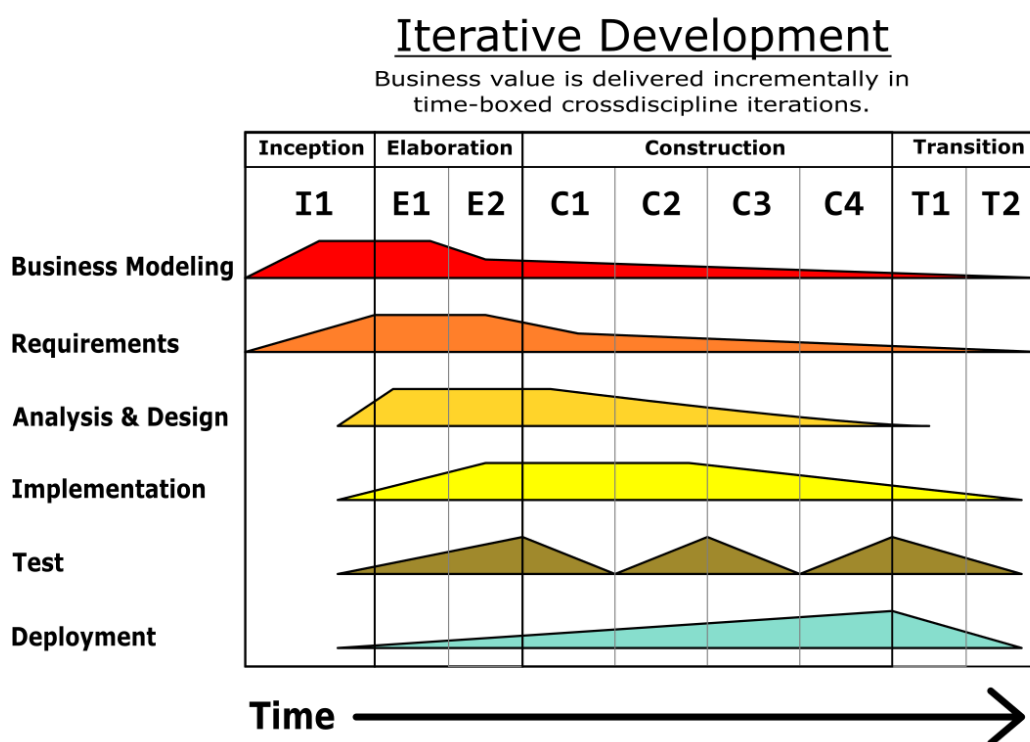 Iterative Development
Business value is delivered incrementally in
time-boxed crossdiscipline iterations.
Inception Elaboration Construction Transition
I1 E1 E2 C1 C2 C3 C4 T1 T2
Business Modeling
Requirements
Analysis & Design
Implementation
Test
Deployment
Time